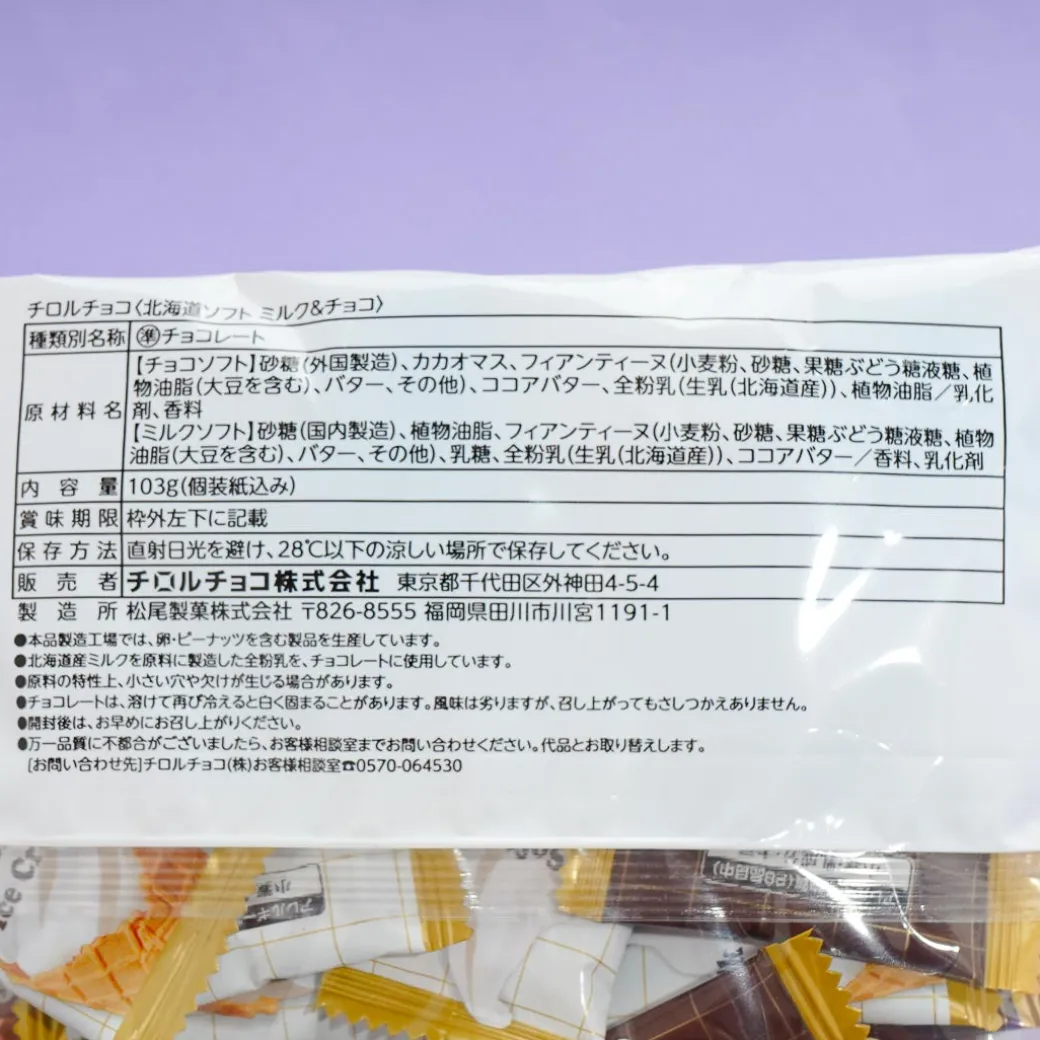 チロルチョコ〈北海道ソフト ミルク&チョコ〉
種類別名称 ㊜チョコレート
【チョコソフト】砂糖(外国製造)、カカオマス、フィアンティーヌ(小麦粉、砂糖、果糖ぶどう糖液糖、植
物油脂(大豆を含む)、バター、その他)、ココアバター、全粉乳(生乳(北海道産))、植物油脂/乳化
原材料名 剤、香料
【ミルクソフト】砂糖(国内製造)、植物油脂、フィアンティーヌ(小麦粉、砂糖、果糖ぶどう糖液糖、植物
油脂(大豆を含む)、バター、その他)、乳糖、全粉乳(生乳(北海道産))、ココアバター/香料、乳化剤
内容量 103g(個装紙込み)
賞味期限 枠外左下に記載
保存方法 直射日光を避け、28℃以下の涼しい場所で保存してください。
販売者 チロルチョコ株式会社 東京都千代田区外神田4-5-4
製造所 松尾製菓株式会社 〒826-8555 福岡県田川市川宮1191-1
●本品製造工場では、卵・ピーナッツを含む製品を生産しています。
●北海道産ミルクを原料に製造した全粉乳を、チョコレートに使用しています。
●原料の特性上、小さい穴や欠けが生じる場合があります。
●チョコレートは、溶けて再び冷えると白く固まることがあります。風味は劣りますが、召し上がってもさしつかえありません。
●開封後は、お早めにお召し上がりください。
●万一品質に不都合がございましたら、お客様相談室までお問い合わせください。代品とお取り替えします。
[お問い合わせ先]チロルチョコ(株)お客様相談室☎0570-064530
Ice Cr
アレルギー
小麦